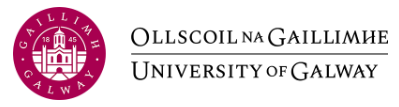 GAILLIMH
18 45
GALWAY
OLLSCOIL NA GAILLIMHE
UNIVERSITY OF GALWAY